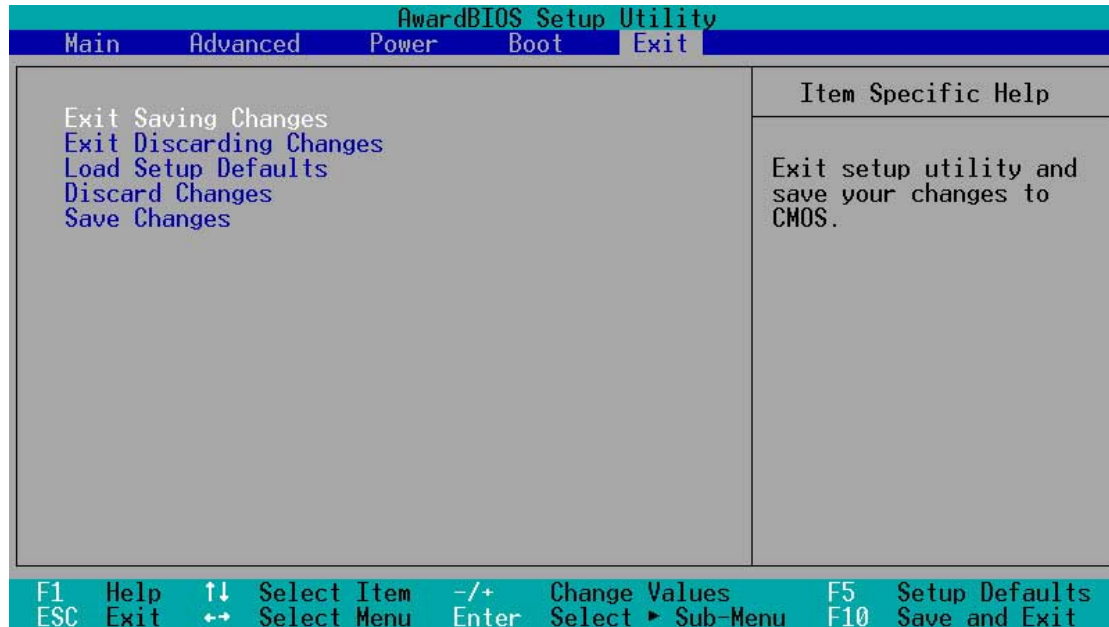 AwardBIOS Setup Utility
Main Advanced Power Boot Exit
Exit Saving Changes
Exit Discarding Changes
Load Setup Defaults
Discard Changes
Save Changes
Item Specific Help
Exit setup utility and
save your changes to
CMOS.
F1 Help ↑↓ Select Item -/+ Change Values F5 Setup Defaults
ESC Exit ←→ Select Menu Enter Select ► Sub-Menu F10 Save and Exit